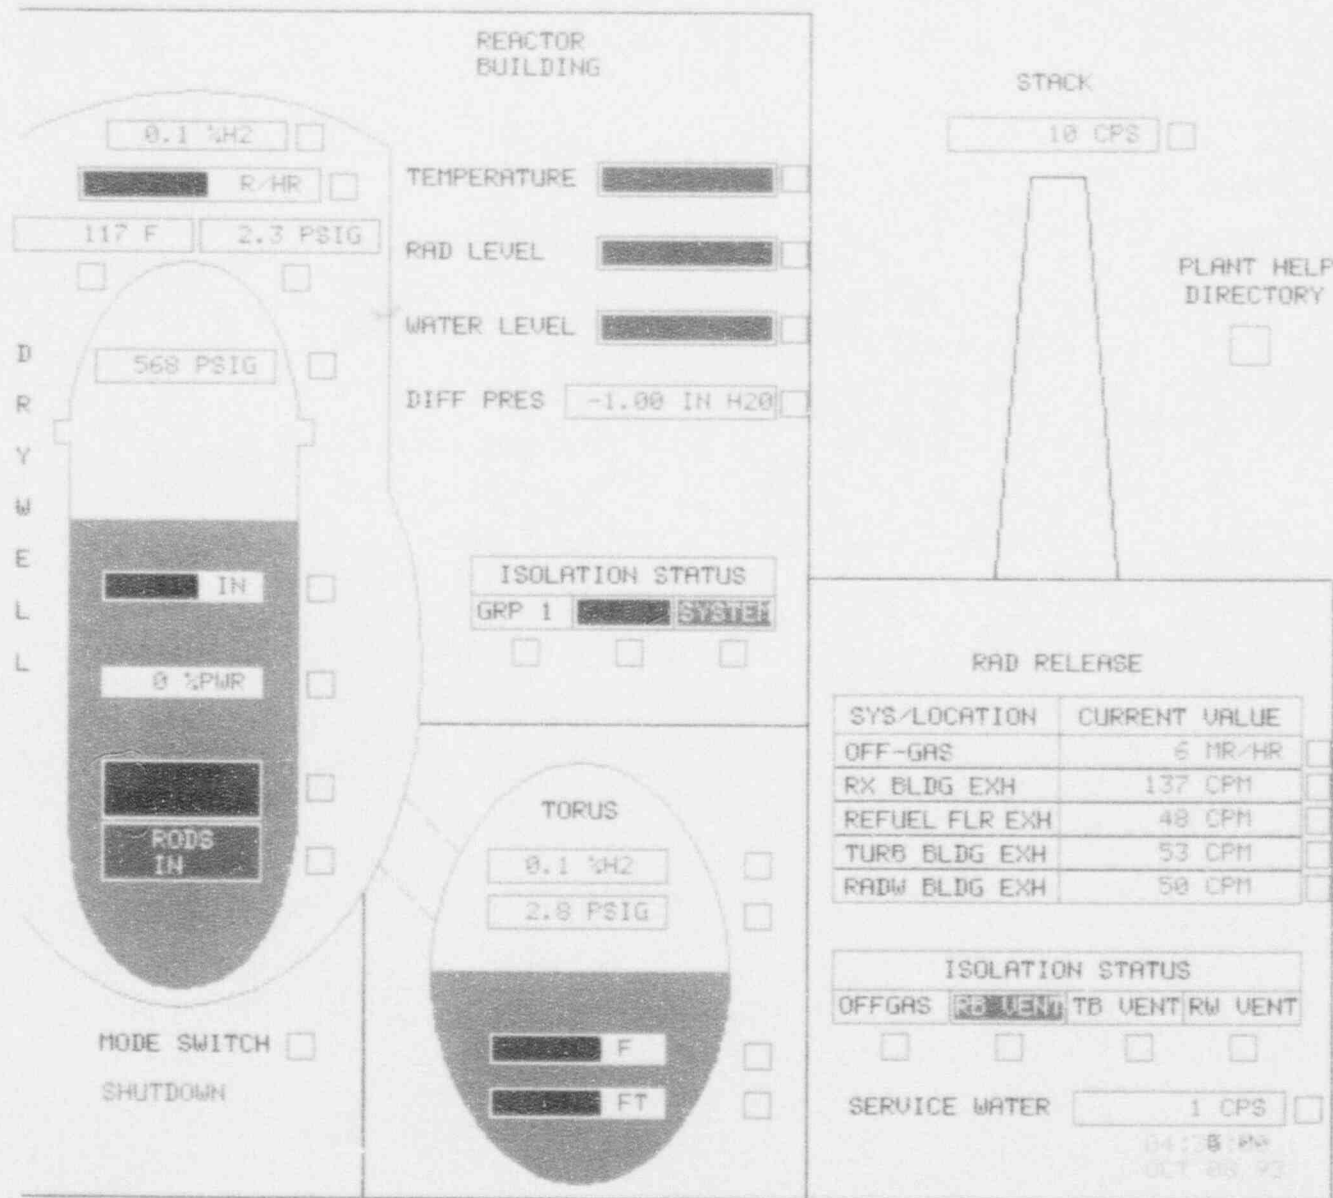 REACTOR
BUILDING
0.1 %H2
R/HR
117 F
2.3 PSIG
568 PSIG
DRYWELL
IN
0 %PWR
RODS
IN
MODE SWITCH
SHUTDOWN
TEMPERATURE
RAD LEVEL
WATER LEVEL
DIFF PRES -1.00 IN H20
ISOLATION STATUS
GRP 1 SYSTEM
TORUS
0.1 %H2
2.8 PSIG
F
FT
STACK
10 CPS
PLANT HELP
DIRECTORY
RAD RELEASE
SYS/LOCATION CURRENT VALUE
OFF-GAS 6 MR/HR
RX BLDG EXH 137 CPM
REFUEL FLR EXH 48 CPM
TURB BLDG EXH 53 CPM
RADW BLDG EXH 50 CPM
ISOLATION STATUS
OFFGAS RB VENT TB VENT RW VENT
SERVICE WATER 1 CPS
OCT 93